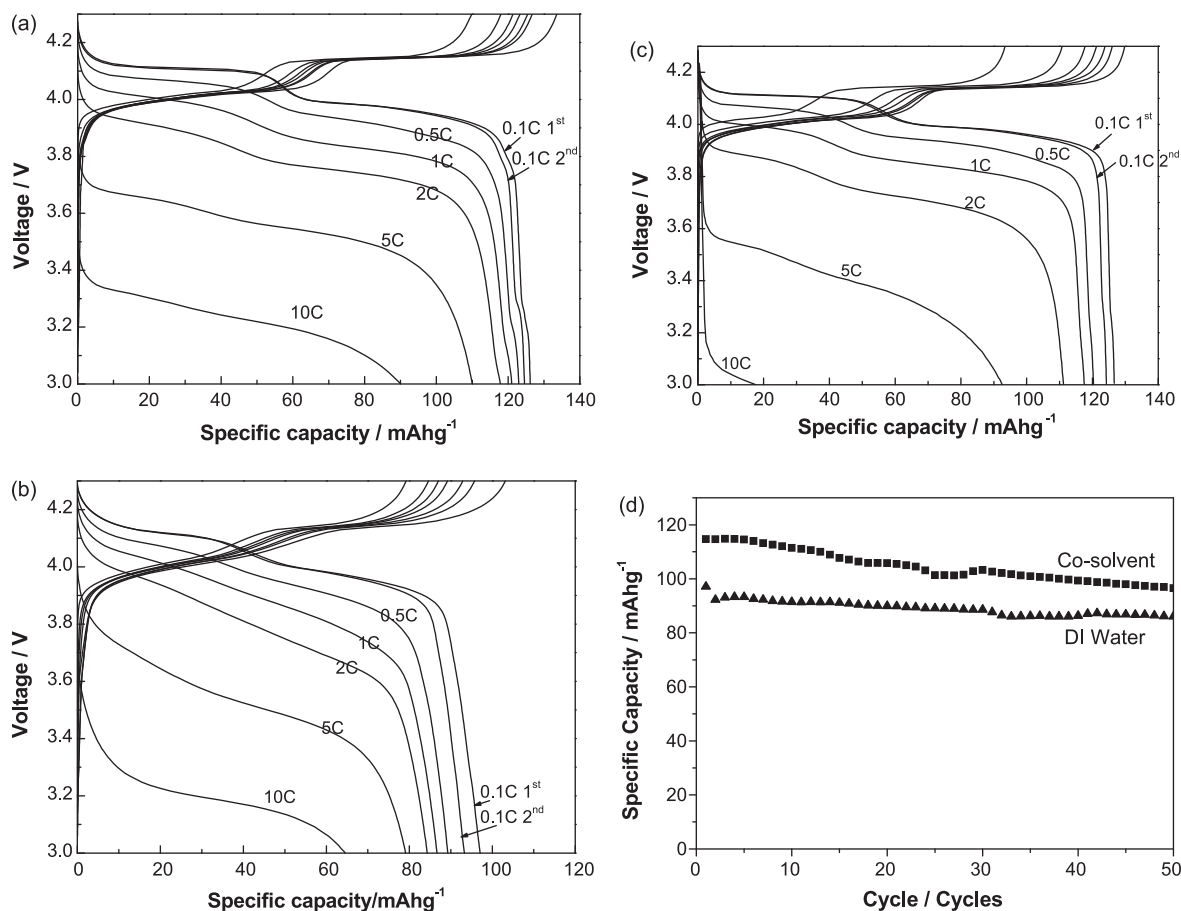 (a)
4.2
4.0
3.8
3.6
3.4
3.2
3.0
Voltage / V
0.5C
1C
2C
5C
10C
0.1C 1st
0.1C 2nd
0 20 40 60 80 100 120 140
Specific capacity / mAhg-1
(c)
4.2
4.0
3.8
3.6
3.4
3.2
3.0
Voltage / V
0.5C
1C
2C
5C
10C
0.1C 1st
0.1C 2nd
0 20 40 60 80 100 120 140
Specific capacity / mAhg-1
(b)
4.2
4.0
3.8
3.6
3.4
3.2
3.0
Voltage / V
0.5C
1C
2C
5C
10C
0.1C 1st
0.1C 2nd
0 20 40 60 80 100 120
Specific capacity/mAhg-1
(d)
120
100
80
60
40
20
0
Specific Capacity / mAhg-1
Co-solvent
DI Water
0 10 20 30 40 50
Cycle / Cycles